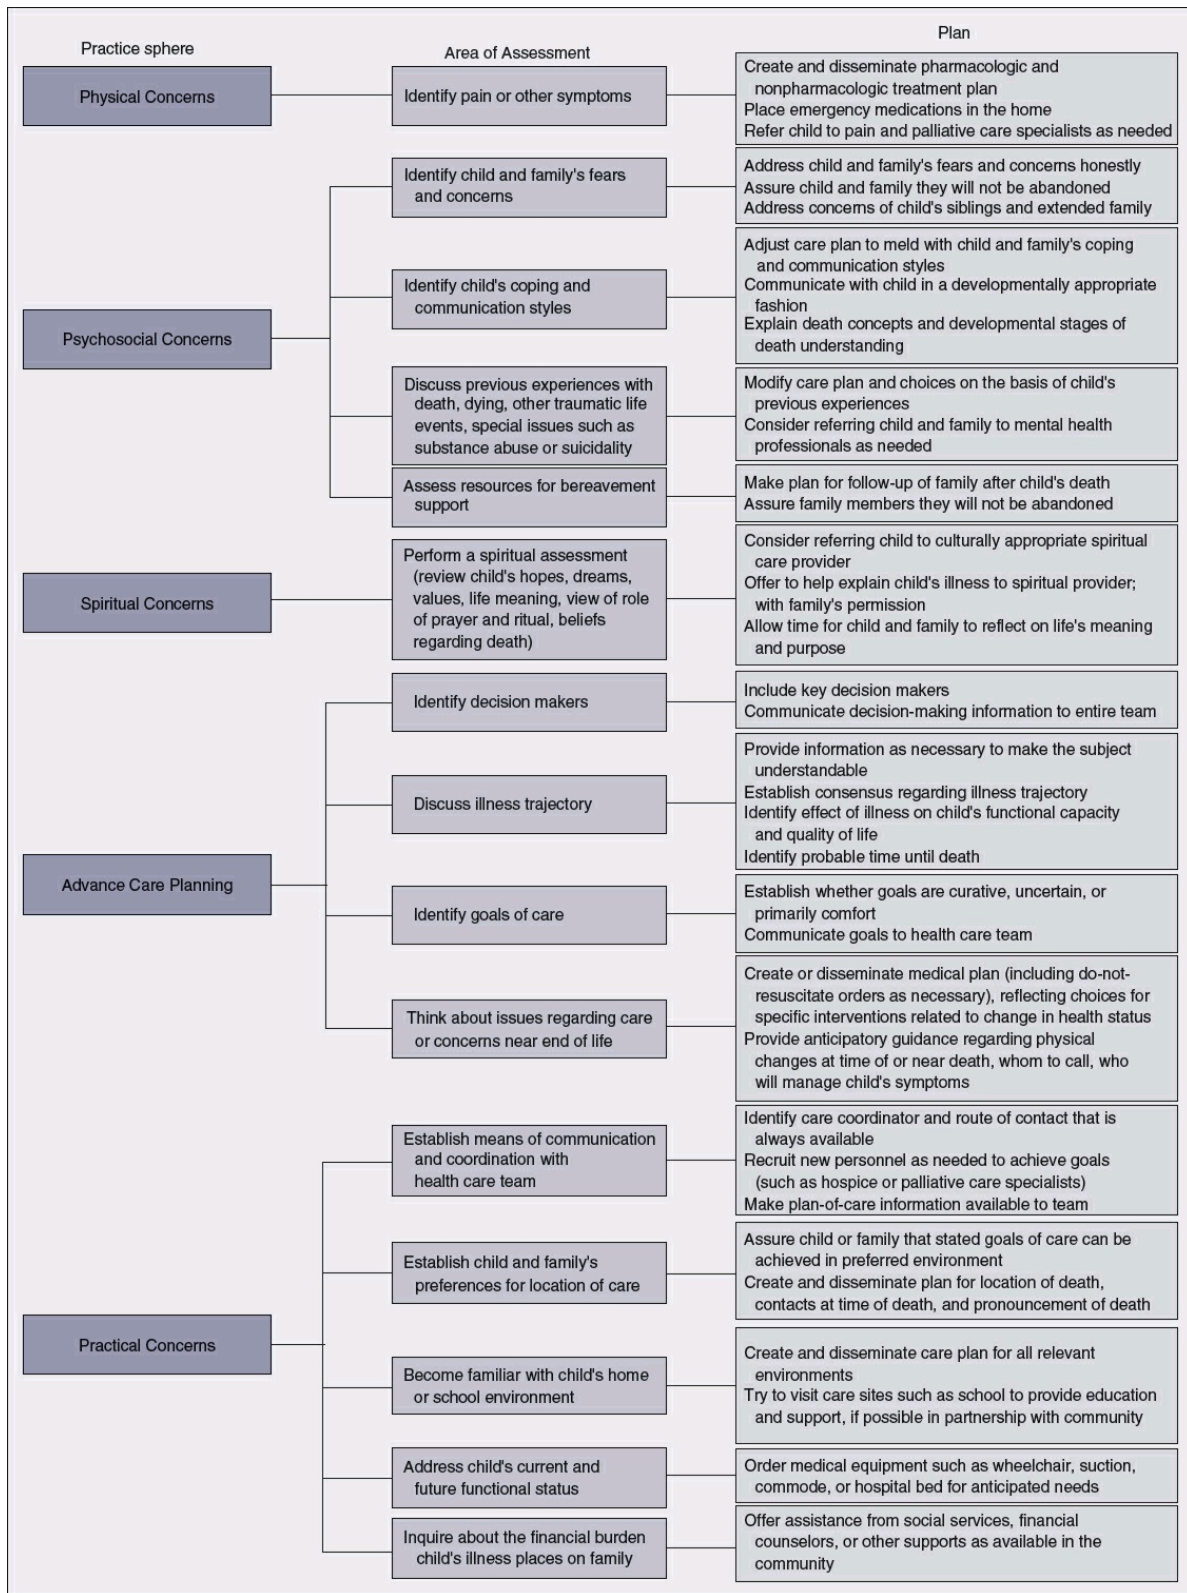 Practice sphere
Area of Assessment
Plan
Physical Concerns
Identify pain or other symptoms
Create and disseminate pharmacologic and
nonpharmacologic treatment plan
Place emergency medications in the home
Refer child to pain and palliative care specialists as needed
Psychosocial Concerns
Identify child and family's fears
and concerns
Address child and family's fears and concerns honestly
Assure child and family they will not be abandoned
Address concerns of child's siblings and extended family
Identify child's coping and
communication styles
Adjust care plan to meld with child and family's coping
and communication styles
Communicate with child in a developmentally appropriate
fashion
Explain death concepts and developmental stages of
death understanding
Discuss previous experiences with
death, dying, other traumatic life
events, special issues such as
substance abuse or suicidality
Modify care plan and choices on the basis of child's
previous experiences
Consider referring child and family to mental health
professionals as needed
Assess resources for bereavement
support
Make plan for follow-up of family after child's death
Assure family members they will not be abandoned
Spiritual Concerns
Perform a spiritual assessment
(review child's hopes, dreams,
values, life meaning, view of role
of prayer and ritual, beliefs
regarding death)
Consider referring child to culturally appropriate spiritual
care provider
Offer to help explain child's illness to spiritual provider;
with family's permission
Allow time for child and family to reflect on life's meaning
and purpose
Advance Care Planning
Identify decision makers
Include key decision makers
Communicate decision-making information to entire team
Discuss illness trajectory
Provide information as necessary to make the subject
understandable
Establish consensus regarding illness trajectory
Identify effect of illness on child's functional capacity
and quality of life
Identify probable time until death
Identify goals of care
Establish whether goals are curative, uncertain, or
primarily comfort
Communicate goals to health care team
Think about issues regarding care
or concerns near end of life
Create or disseminate medical plan (including do-not-
resuscitate orders as necessary), reflecting choices for
specific interventions related to change in health status
Provide anticipatory guidance regarding physical
changes at time of or near death, whom to call, who
will manage child's symptoms
Practical Concerns
Establish means of communication
and coordination with
health care team
Identify care coordinator and route of contact that is
always available
Recruit new personnel as needed to achieve goals
(such as hospice or palliative care specialists)
Make plan-of-care information available to team
Establish child and family's
preferences for location of care
Assure child or family that stated goals of care can be
achieved in preferred environment
Create and disseminate plan for location of death,
contacts at time of death, and pronouncement of death
Become familiar with child's home
or school environment
Create and disseminate care plan for all relevant
environments
Try to visit care sites such as school to provide education
and support, if possible in partnership with community
Address child's current and
future functional status
Order medical equipment such as wheelchair, suction,
commode, or hospital bed for anticipated needs
Inquire about the financial burden
child's illness places on family
Offer assistance from social services, financial
counselors, or other supports as available in the
community